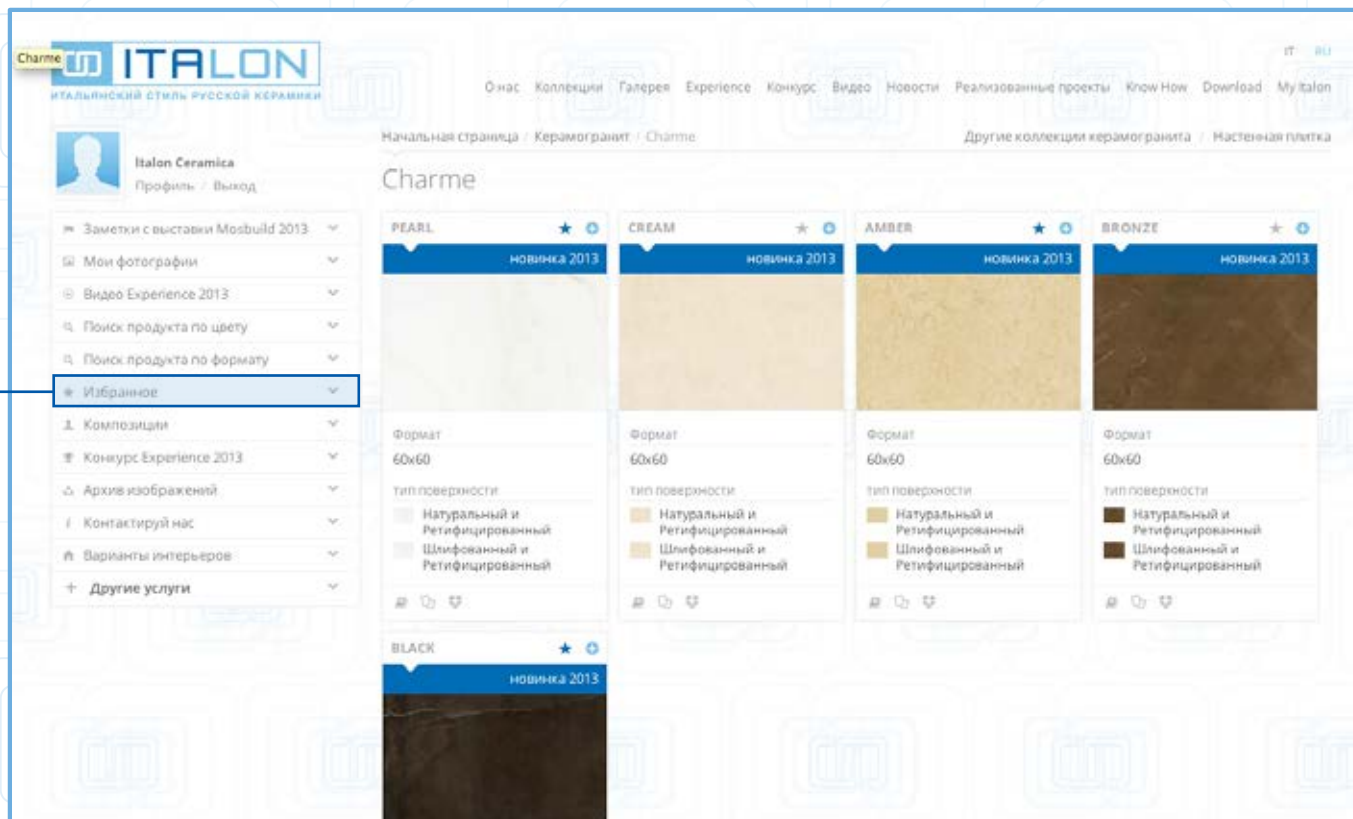 Charme
ITALON
ИТАЛЬЯНСКИЙ СТИЛЬ РУССКОЙ КЕРАМИКИ
IT RU
О нас Коллекции Галерея Experience Конкурс Видео Новости Реализованные проекты Know How Download My Italon
Italon Ceramica
Профиль / Выход
Заметки с выставки Mosbuild 2013
Мои фотографии
Видео Experience 2013
Поиск продукта по цвету
Поиск продукта по формату
Избранное
Композиции
Конкурс Experience 2013
Архив изображений
Контактируй нас
Варианты интерьеров
+ Другие услуги
Начальная страница / Керамогранит / Charme
Другие коллекции керамогранита / Настенная плитка
Charme
PEARL
новинка 2013
Формат
60x60
тип поверхности
Натуральный и
Ретифицированный
Шлифованный и
Ретифицированный
CREAM
новинка 2013
Формат
60x60
тип поверхности
Натуральный и
Ретифицированный
Шлифованный и
Ретифицированный
AMBER
новинка 2013
Формат
60x60
тип поверхности
Натуральный и
Ретифицированный
Шлифованный и
Ретифицированный
BRONZE
новинка 2013
Формат
60x60
тип поверхности
Натуральный и
Ретифицированный
Шлифованный и
Ретифицированный
BLACK
новинка 2013